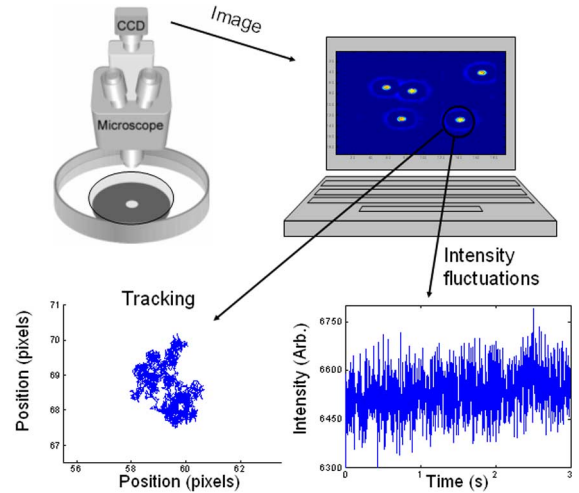 CCD
Image
Microscope
Intensity
fluctuations
Tracking
Position (pixels)
71
70
69
68
67
56
58
60
62
Position (pixels)
Intensity (Arb.)
6750
6600
6450
6300
0
1
2
3
Time (s)